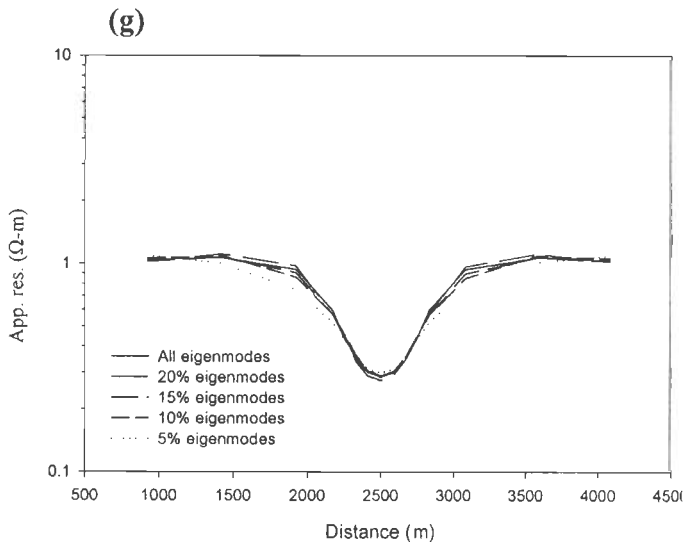 (g)
10
1
0.1
App. res. (Ω-m)
All eigenmodes
20% eigenmodes
15% eigenmodes
10% eigenmodes
5% eigenmodes
500 1000 1500 2000 2500 3000 3500 4000 450
Distance (m)